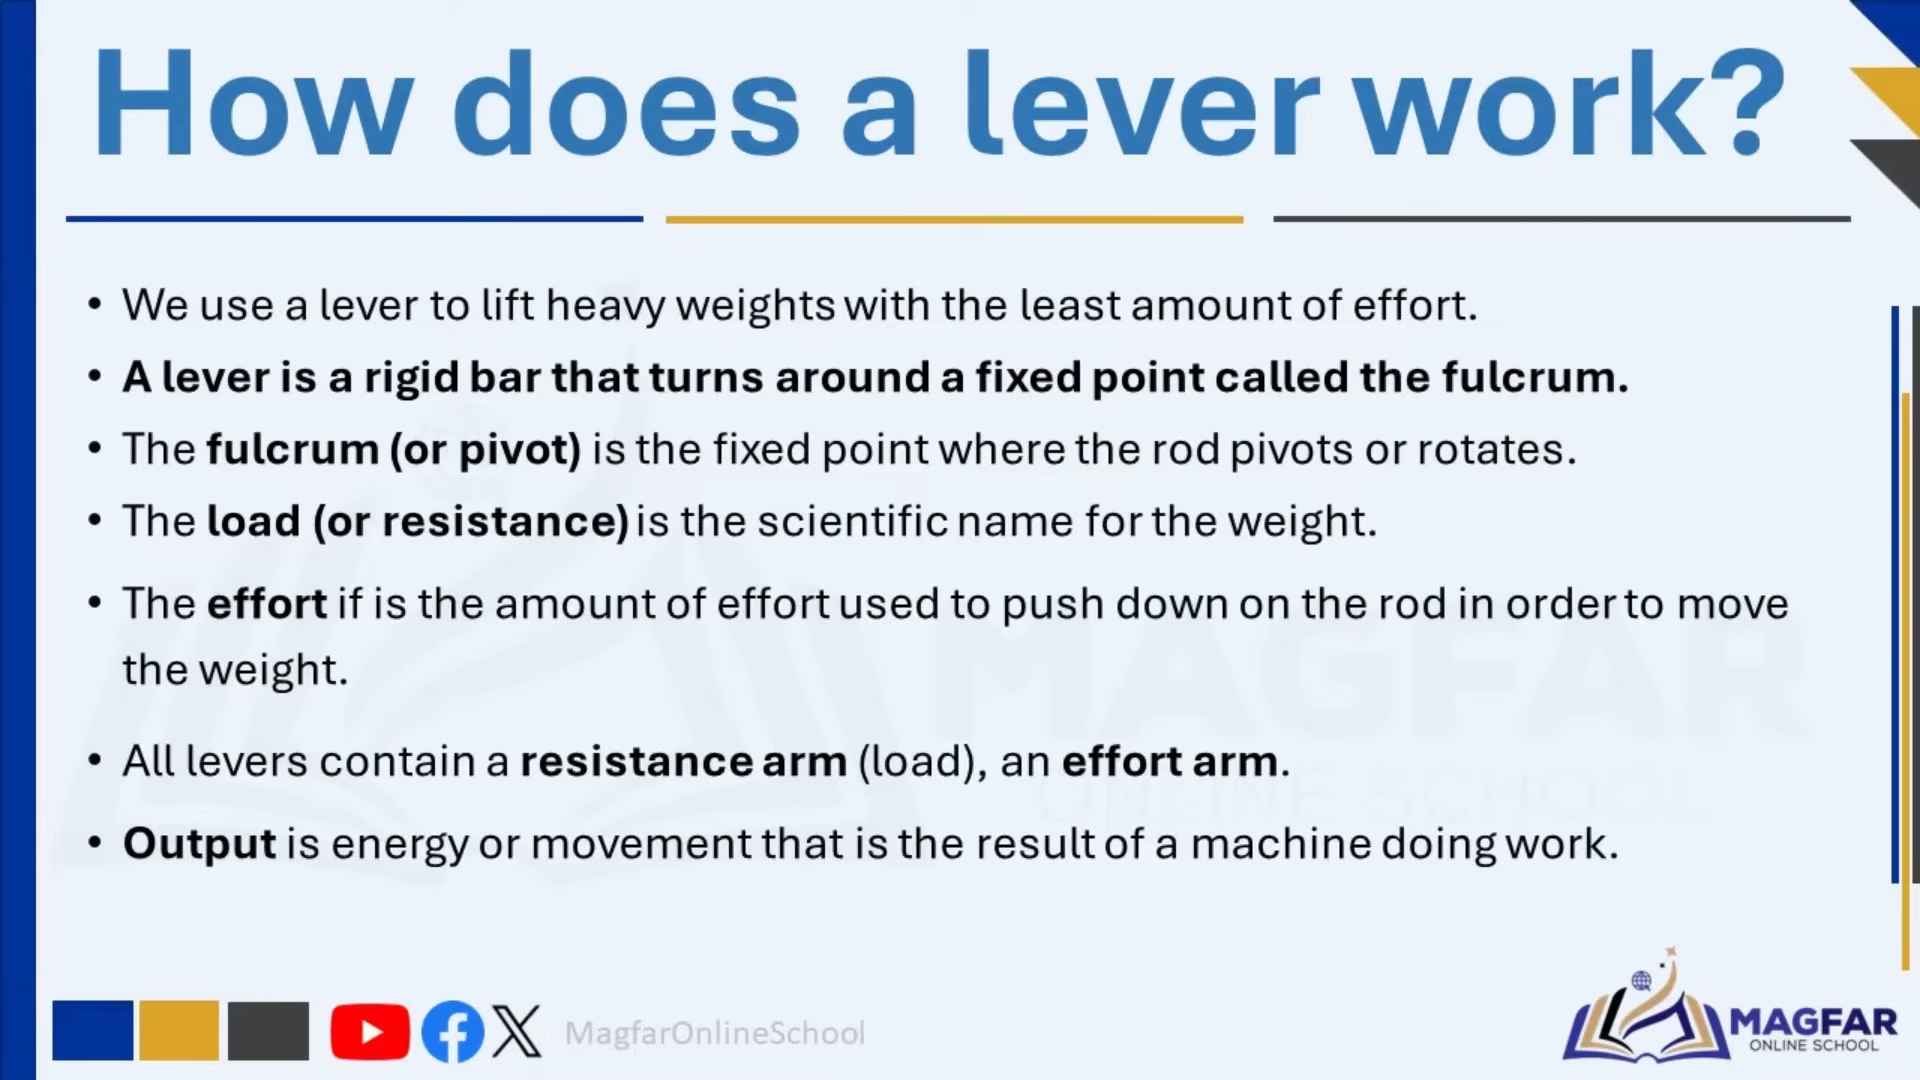 How does a lever work?
• We use a lever to lift heavy weights with the least amount of effort.
• A lever is a rigid bar that turns around a fixed point called the fulcrum.
• The fulcrum (or pivot) is the fixed point where the rod pivots or rotates.
• The load (or resistance) is the scientific name for the weight.
• The effort if is the amount of effort used to push down on the rod in order to move
the weight.
• All levers contain a resistance arm (load), an effort arm.
• Output is energy or movement that is the result of a machine doing work.
MAGFAR
ONLINE SCHOOL
MagfarOnlineSchool
MAGFAR
ONLINE SCHOOL